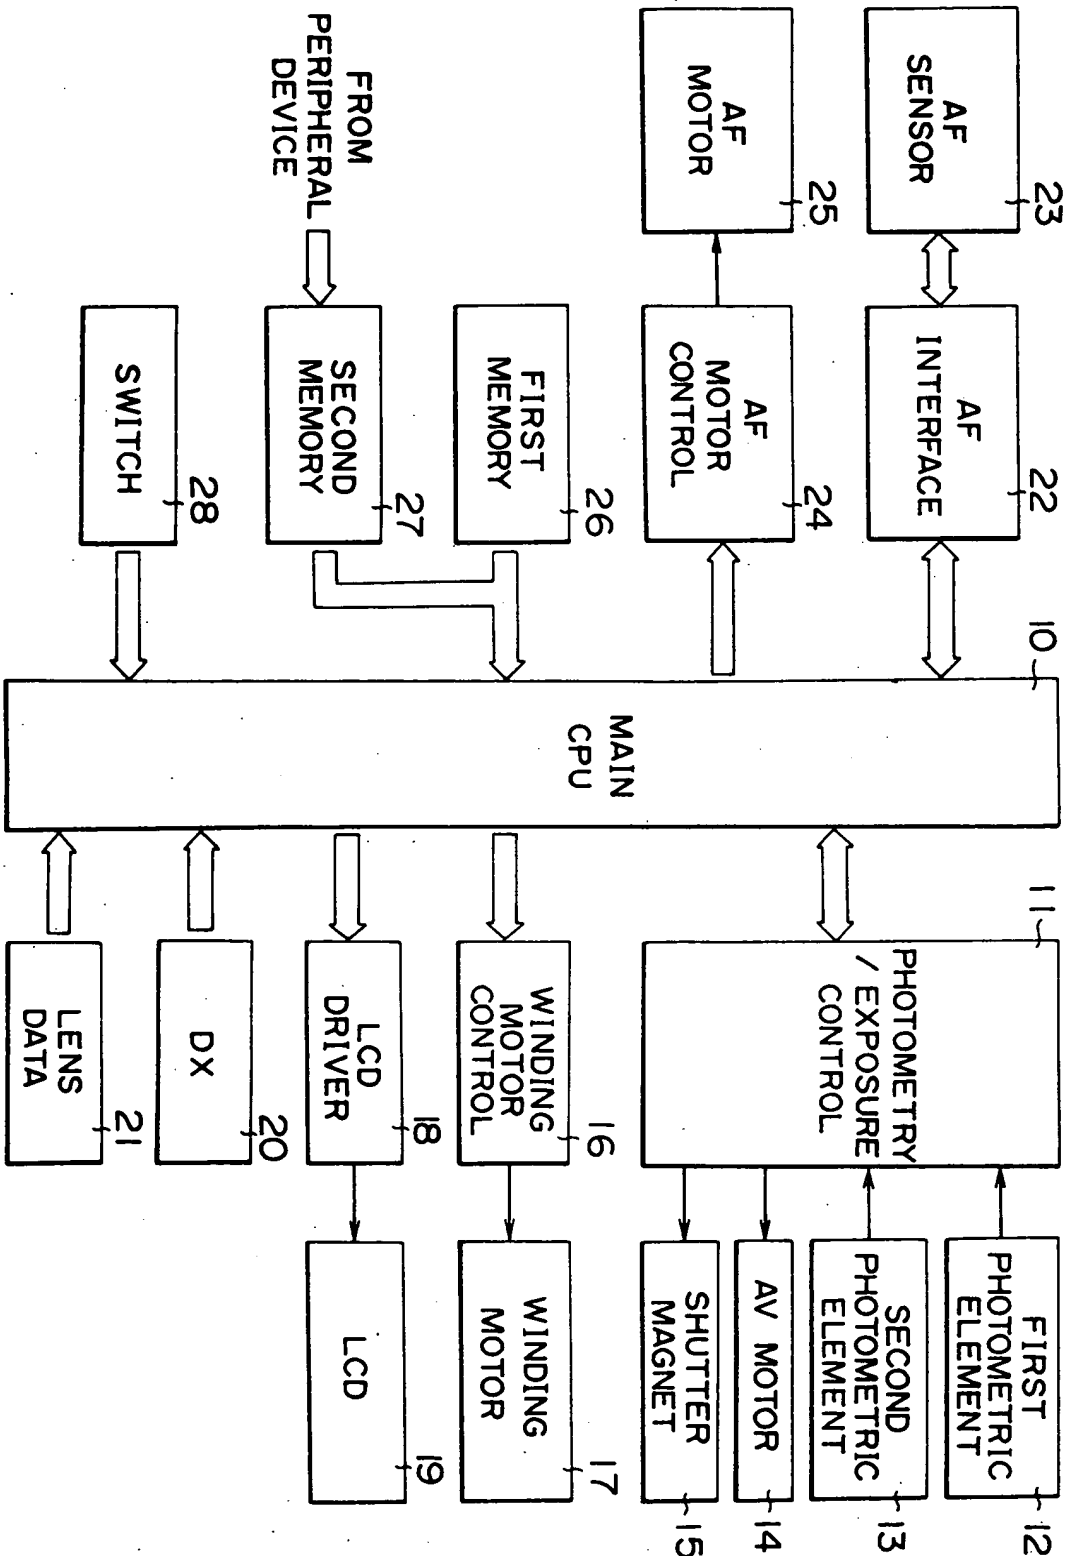 23
AF
SENSOR
22
AF
INTERFACE
25
AF
MOTOR
24
AF
MOTOR
CONTROL
26
FIRST
MEMORY
FROM
PERIPHERAL
DEVICE
27
SECOND
MEMORY
28
SWITCH
10
MAIN
CPU
11
PHOTOMETRY
/ EXPOSURE
CONTROL
12
FIRST
PHOTOMETRIC
ELEMENT
13
SECOND
PHOTOMETRIC
ELEMENT
14
AV MOTOR
15
SHUTTER
MAGNET
16
WINDING
MOTOR
CONTROL
17
WINDING
MOTOR
18
LCD
DRIVER
19
LCD
20
DX
21
LENS
DATA